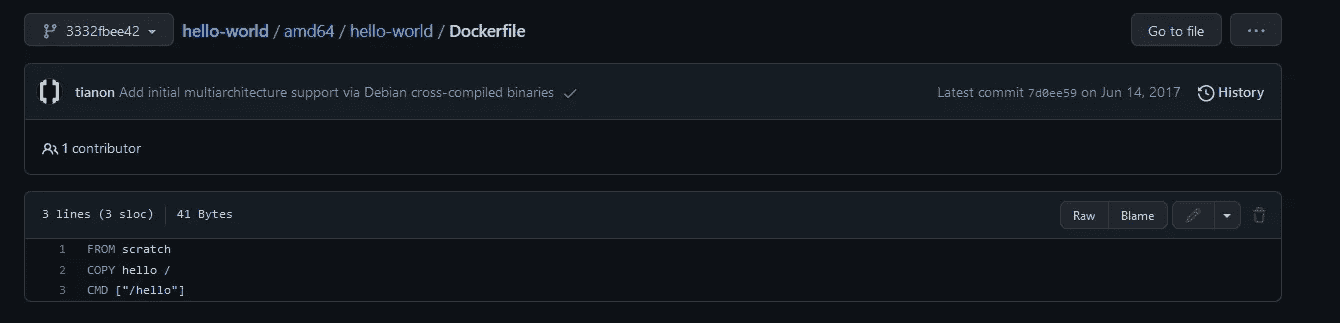 3332fbee42 hello-world / amd64 / hello-world / Dockerfile Go to file ...
tianon Add initial multiarchitecture support via Debian cross-compiled binaries Latest commit 7d0ee59 on Jun 14, 2017 History
1 contributor
3 lines (3 sloc) 41 Bytes Raw Blame
1 FROM scratch
2 COPY hello /
3 CMD ["/hello"]